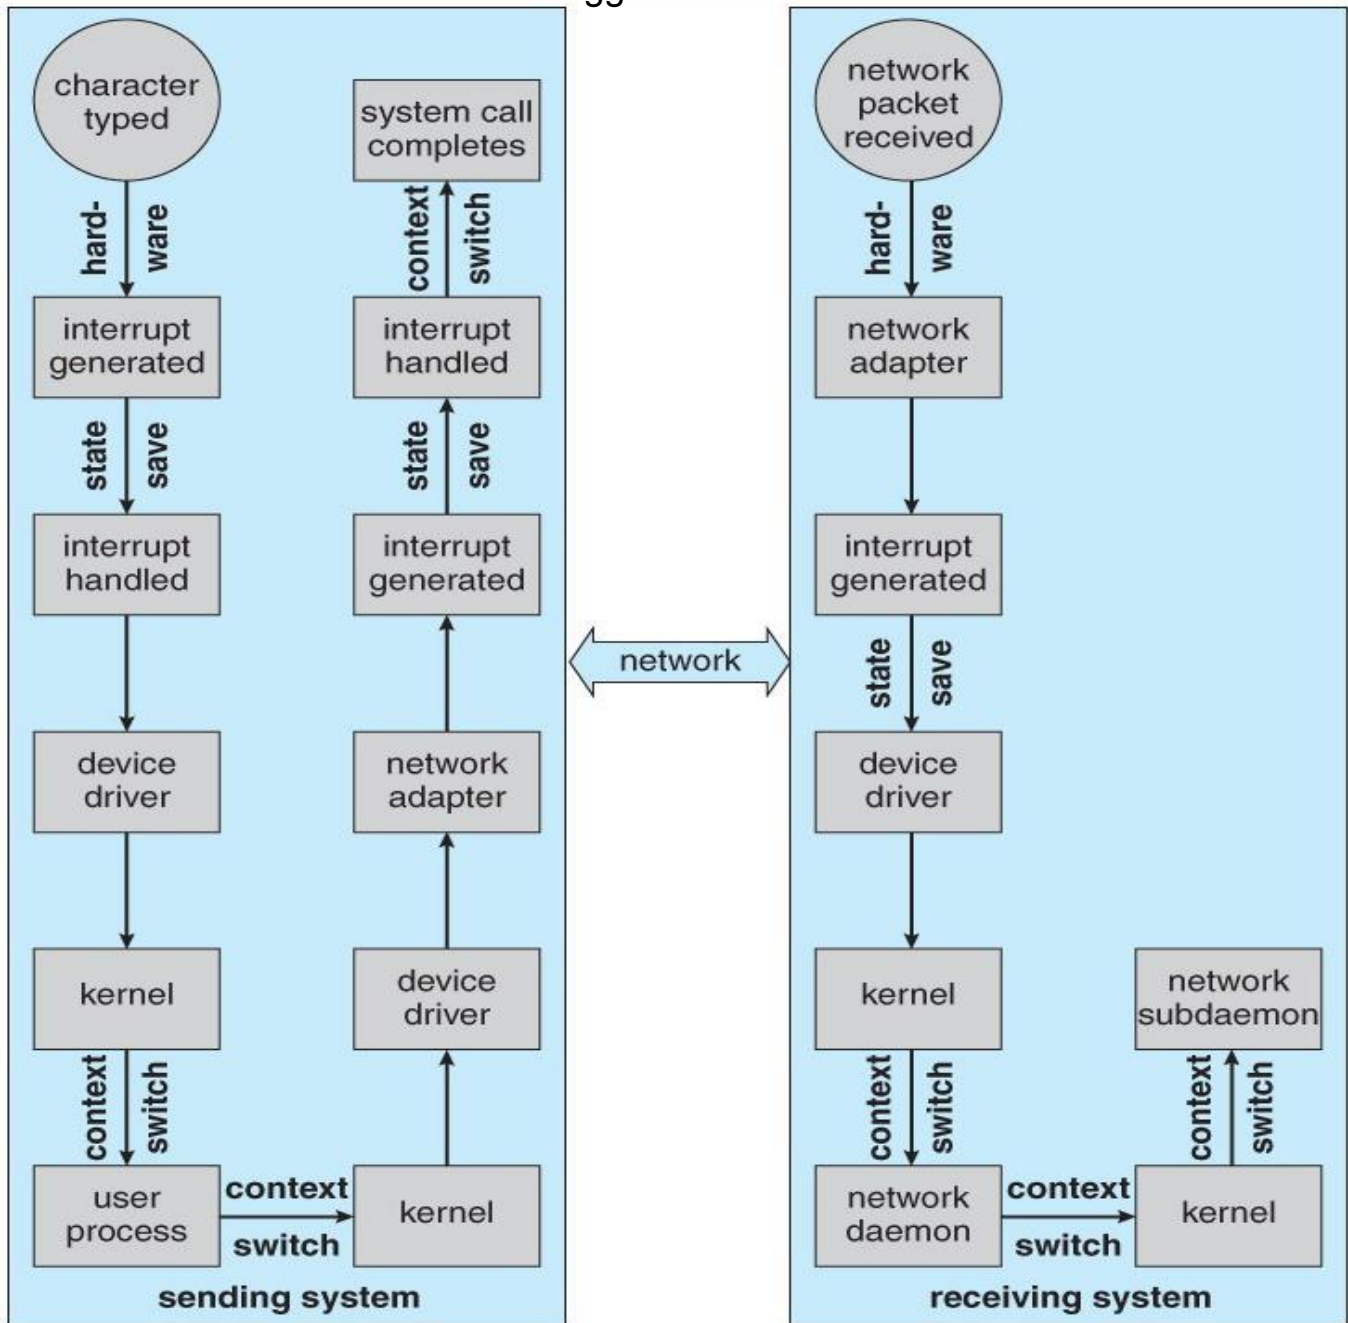 character
typed
hard-
ware
interrupt
generated
state
save
interrupt
handled
device
driver
kernel
context
switch
user
process
context
switch
kernel
device
driver
network
adapter
interrupt
generated
state
save
interrupt
handled
context
switch
system call
completes
sending system
network
network
packet
received
hard-
ware
network
adapter
interrupt
generated
state
save
device
driver
kernel
context
switch
network
daemon
context
switch
kernel
context
switch
network
subdaemon
receiving system